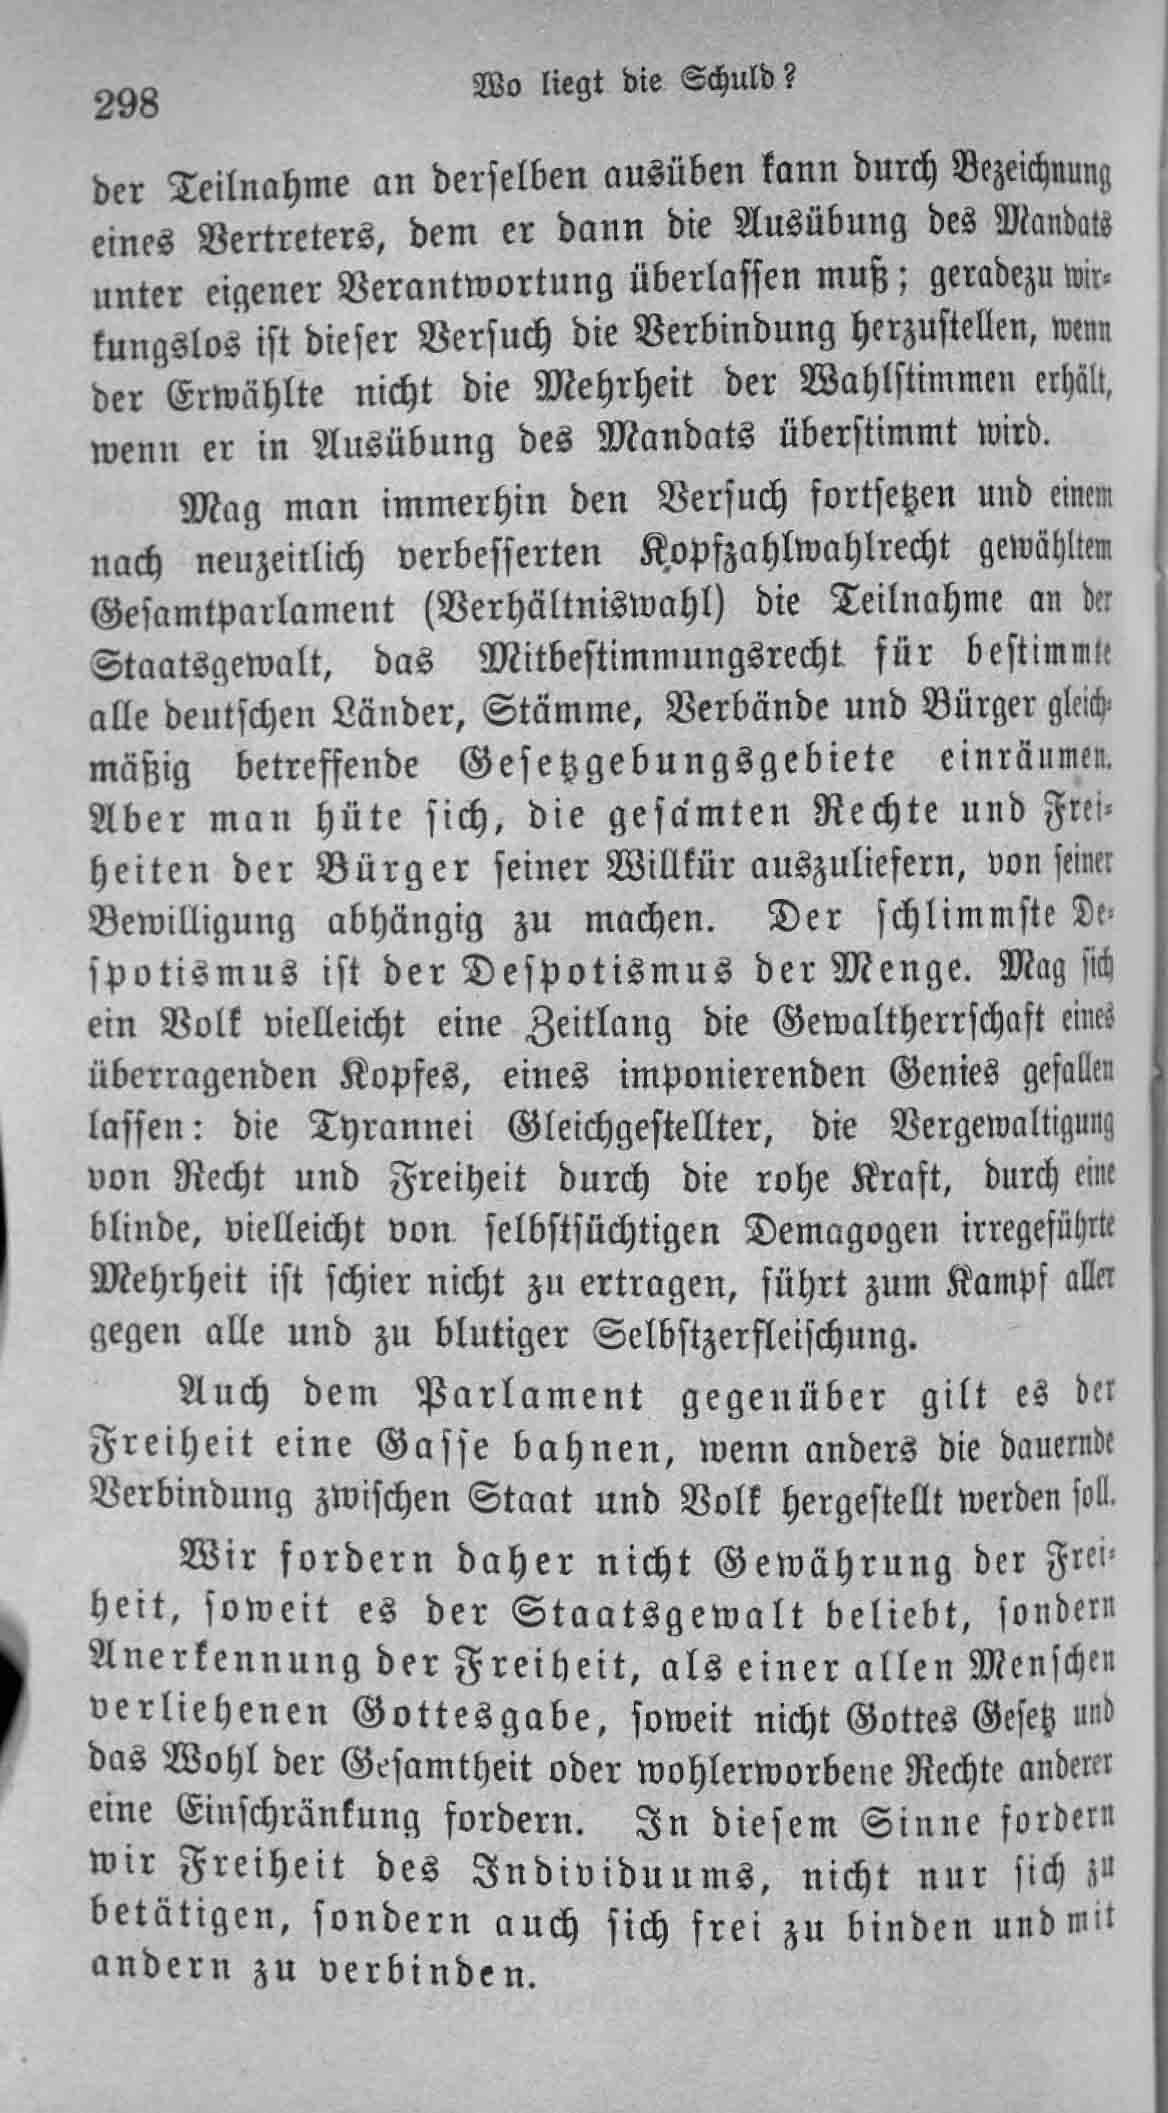 298
Wo liegt die Schuld?
der Teilnahme an derselben ausüben kann durch Bezeichnung
eines Vertreters, dem er dann die Ausübung des Mandats
unter eigener Verantwortung überlassen muß; geradezu wir-
kungslos ist dieser Versuch die Verbindung herzustellen, wenn
der Erwählte nicht die Mehrheit der Wahlstimmen erhält,
wenn er in Ausübung des Mandats überstimmt wird.
Mag man immerhin den Versuch fortsetzen und einem
nach neuzeitlich verbesserten Kopfzahlwahlrecht gewähltem
Gesamtparlament (Verhältniswahl) die Teilnahme an der
Staatsgewalt, das Mitbestimmungsrecht für bestimmte
alle deutschen Länder, Stämme, Verbände und Bürger gleich-
mäßig betreffende Gesetzgebungsgebiete einräumen.
Aber man hüte sich, die gesamten Rechte und Frei-
heiten der Bürger seiner Willkür auszuliefern, von seiner
Bewilligung abhängig zu machen. Der schlimmste De-
spotismus ist der Despotismus der Menge. Mag sich
ein Volk vielleicht eine Zeitlang die Gewaltherrschaft eines
überragenden Kopfes, eines imponierenden Genies gefallen
lassen: die Tyrannei Gleichgestellter, die Vergewaltigung
von Recht und Freiheit durch die rohe Kraft, durch eine
blinde, vielleicht von selbstsüchtigen Demagogen irregeführte
Mehrheit ist schier nicht zu ertragen, führt zum Kampf aller
gegen alle und zu blutiger Selbstzerfleischung.
Auch dem Parlament gegenüber gilt es der
Freiheit eine Gasse bahnen, wenn anders die dauernde
Verbindung zwischen Staat und Volk hergestellt werden soll.
Wir fordern daher nicht Gewährung der Frei-
heit, soweit es der Staatsgewalt beliebt, sondern
Anerkennung der Freiheit, als einer allen Menschen
verliehenen Gottesgabe, soweit nicht Gottes Gesetz und
das Wohl der Gesamtheit oder wohlerworbene Rechte anderer
eine Einschränkung fordern. In diesem Sinne fordern
wir Freiheit des Individuums, nicht nur sich zu
betätigen, sondern auch sich frei zu binden und mit
andern zu verbinden.